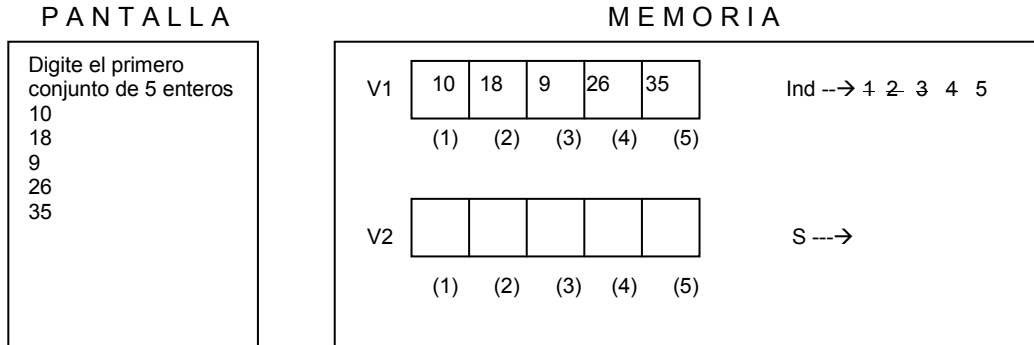 P A N T A L L A
M E M O R I A
Digite el primero
conjunto de 5 enteros
10
18
9
26
35
V1 10 18 9 26 35 Ind --→ 1 2 3 4 5
(1) (2) (3) (4) (5)
V2 S ---→
(1) (2) (3) (4) (5)